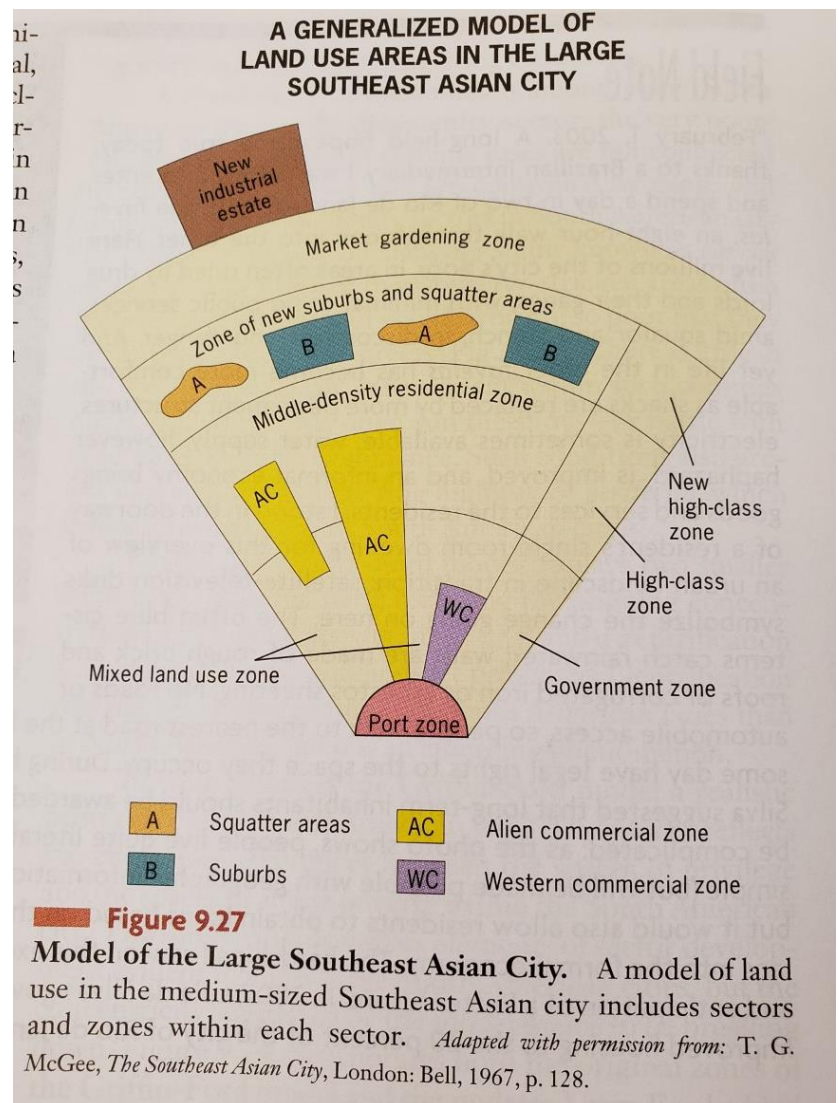 A GENERALIZED MODEL OF
LAND USE AREAS IN THE LARGE
SOUTHEAST ASIAN CITY
New
industrial
estate
Market gardening zone
Zone of new suburbs and squatter areas
A
B
A
B
Middle-density residential zone
AC
AC
WC
New
high-class
zone
High-class
zone
Mixed land use zone
Government zone
Port zone
A Squatter areas
AC Alien commercial zone
B Suburbs
WC Western commercial zone
Figure 9.27
Model of the Large Southeast Asian City. A model of land
use in the medium-sized Southeast Asian city includes sectors
and zones within each sector. Adapted with permission from: T. G.
McGee, The Southeast Asian City, London: Bell, 1967, p. 128.